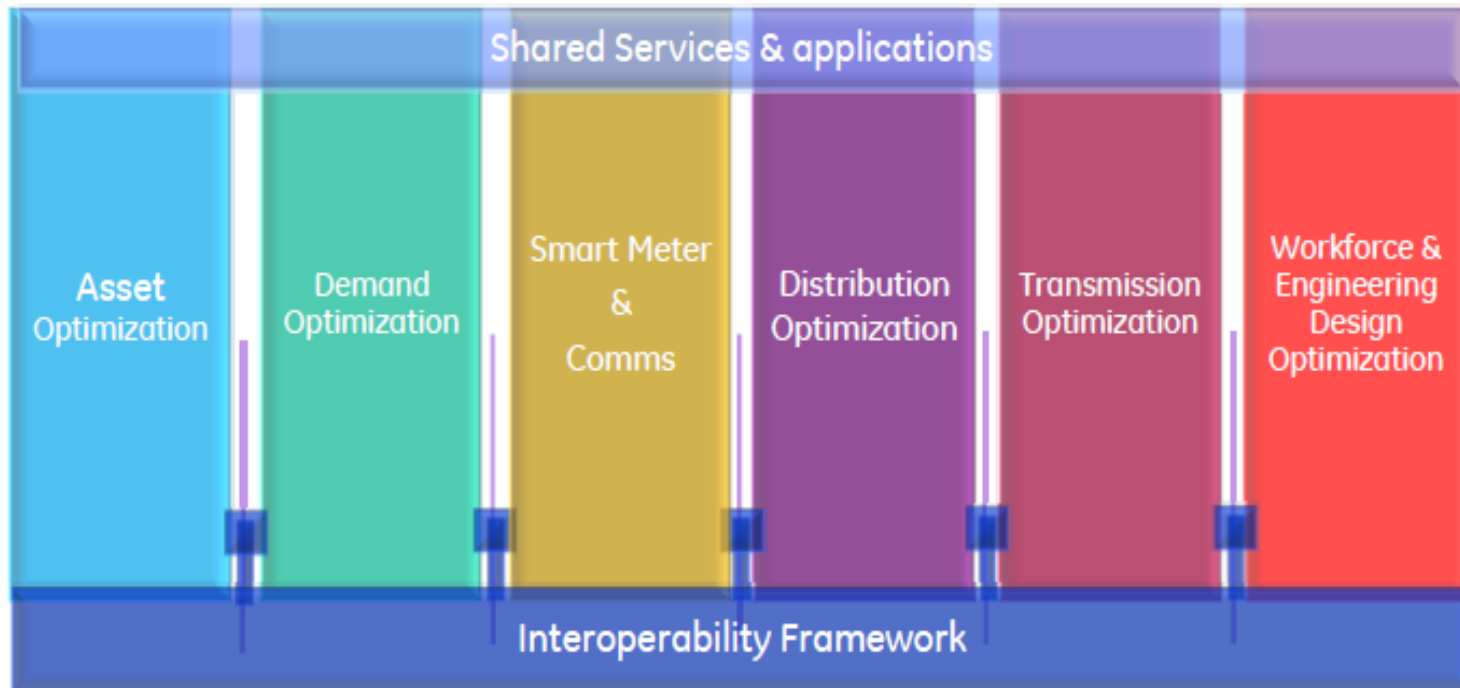 Shared Services & applications
Asset
Optimization
Demand
Optimization
Smart Meter
&
Comms
Distribution
Optimization
Transmission
Optimization
Workforce &
Engineering
Design
Optimization
Interoperability Framework